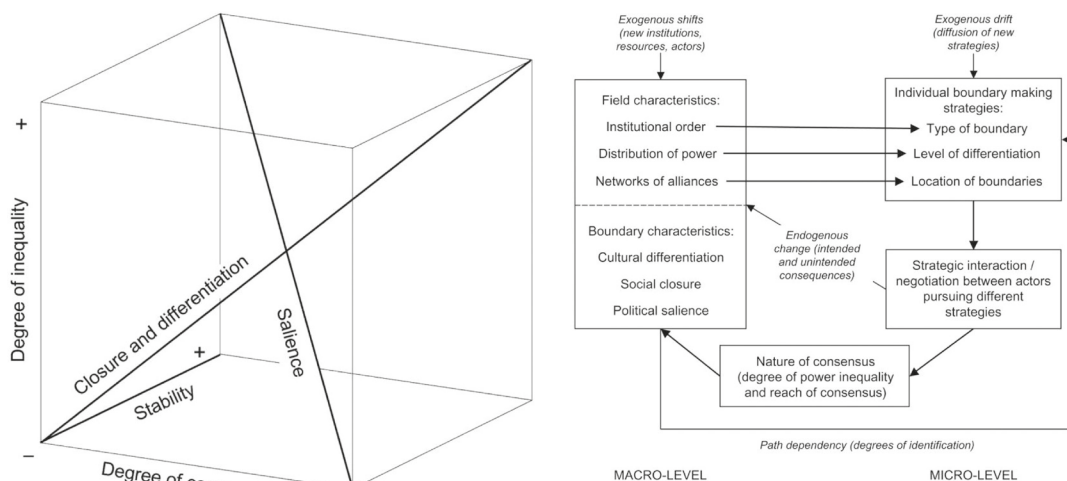 +
Degree of inequality
Closure and differentiation
+
Stability
Salience
–
Degree of
Exogenous shifts
(new institutions,
resources, actors)
Exogenous drift
(diffusion of new
strategies)
Field characteristics:
Institutional order
Distribution of power
Networks of alliances
Boundary characteristics:
Cultural differentiation
Social closure
Political salience
Individual boundary making
strategies:
Type of boundary
Level of differentiation
Location of boundaries
Endogenous
change (intended
and unintended
consequences)
Strategic interaction /
negotiation between actors
pursuing different
strategies
Nature of consensus
(degree of power inequality
and reach of consensus)
Path dependency (degrees of identification)
MACRO-LEVEL
MICRO-LEVEL